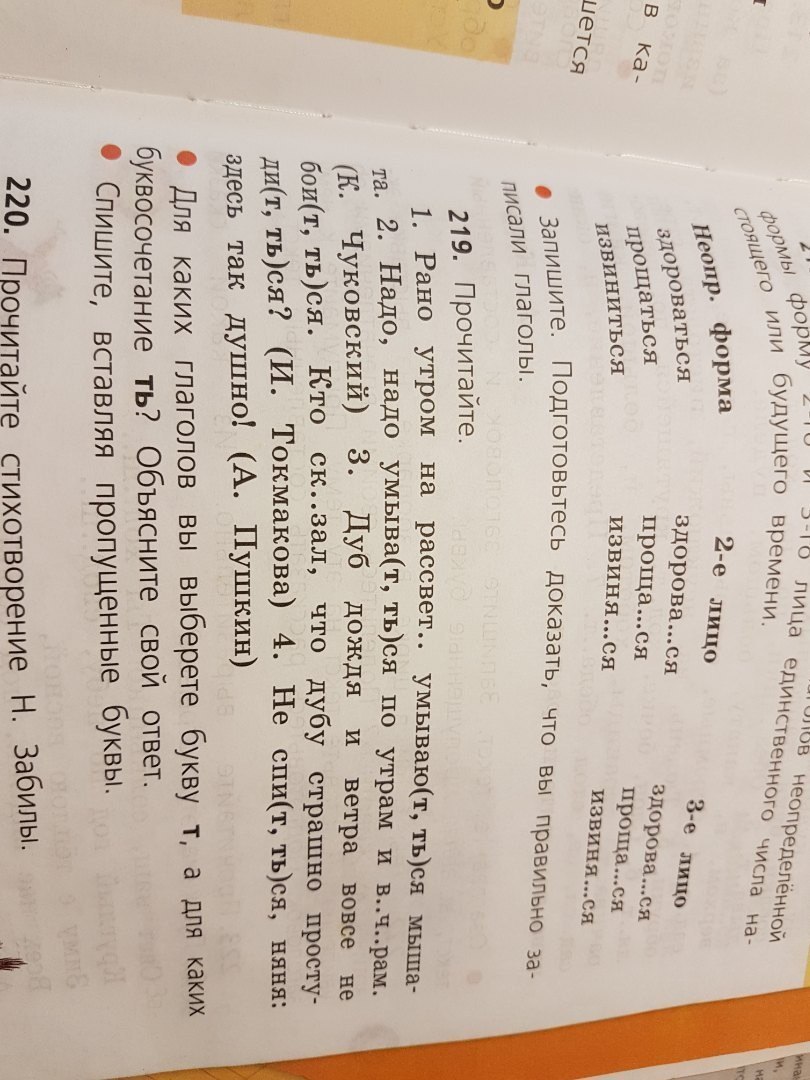 в ка-
шется
формы форму 2-го и 3-го лица единственного числа на-
стоящего или будущего времени.
Неопр. форма 2-е лицо 3-е лицо
здороваться здорова...ся здорова...ся
прощаться проща...ся проща...ся
извиниться извиня...ся извиня...ся
• Запишите. Подготовьтесь доказать, что вы правильно за-
писали глаголы.
219. Прочитайте.
1. Рано утром на рассвет.. умываю(т, ть)ся мыша-
та. 2. Надо, надо умыва(т, ть)ся по утрам и в..ч..рам.
(К. Чуковский) 3. Дуб дождя и ветра вовсе не
бои(т, ть)ся. Кто ск..зал, что дубу страшно просту-
ди(т, ть)ся? (И. Токмакова) 4. Не спи(т, ть)ся, няня:
здесь так душно! (А. Пушкин)
• Для каких глаголов вы выберете букву т, а для каких
буквосочетание ть? Объясните свой ответ.
• Спишите, вставляя пропущенные буквы.
220. Прочитайте стихотворение Н. Забилы.